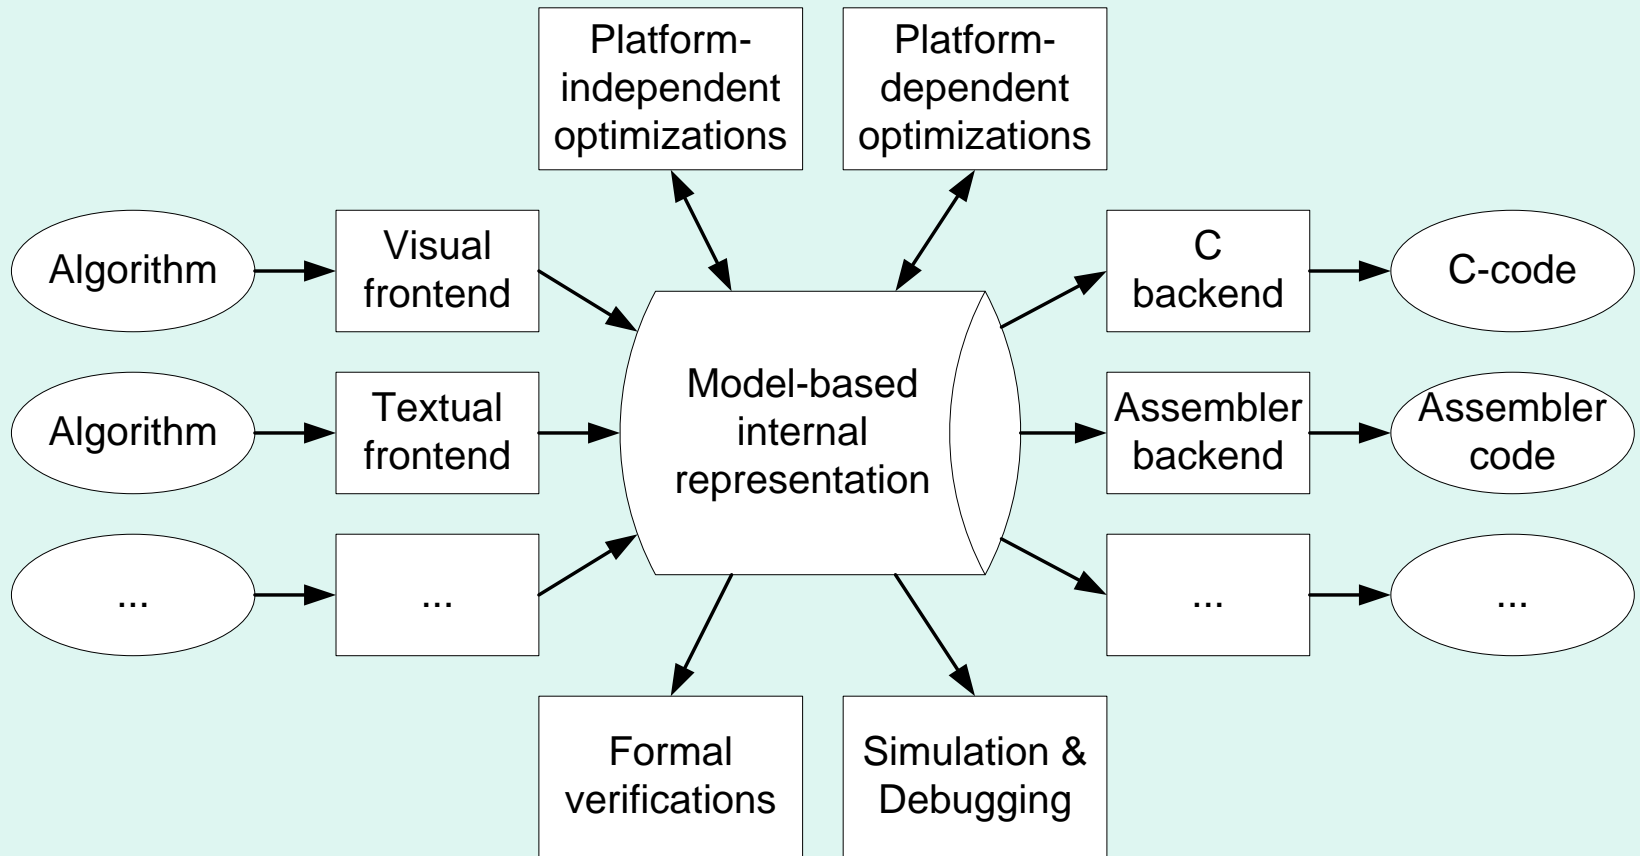 Platform-
independent
optimizations
Platform-
dependent
optimizations
Algorithm
Visual
frontend
C
backend
C-code
Algorithm
Textual
frontend
Model-based
internal
representation
Assembler
backend
Assembler
code
...
...
...
...
Formal
verifications
Simulation &
Debugging